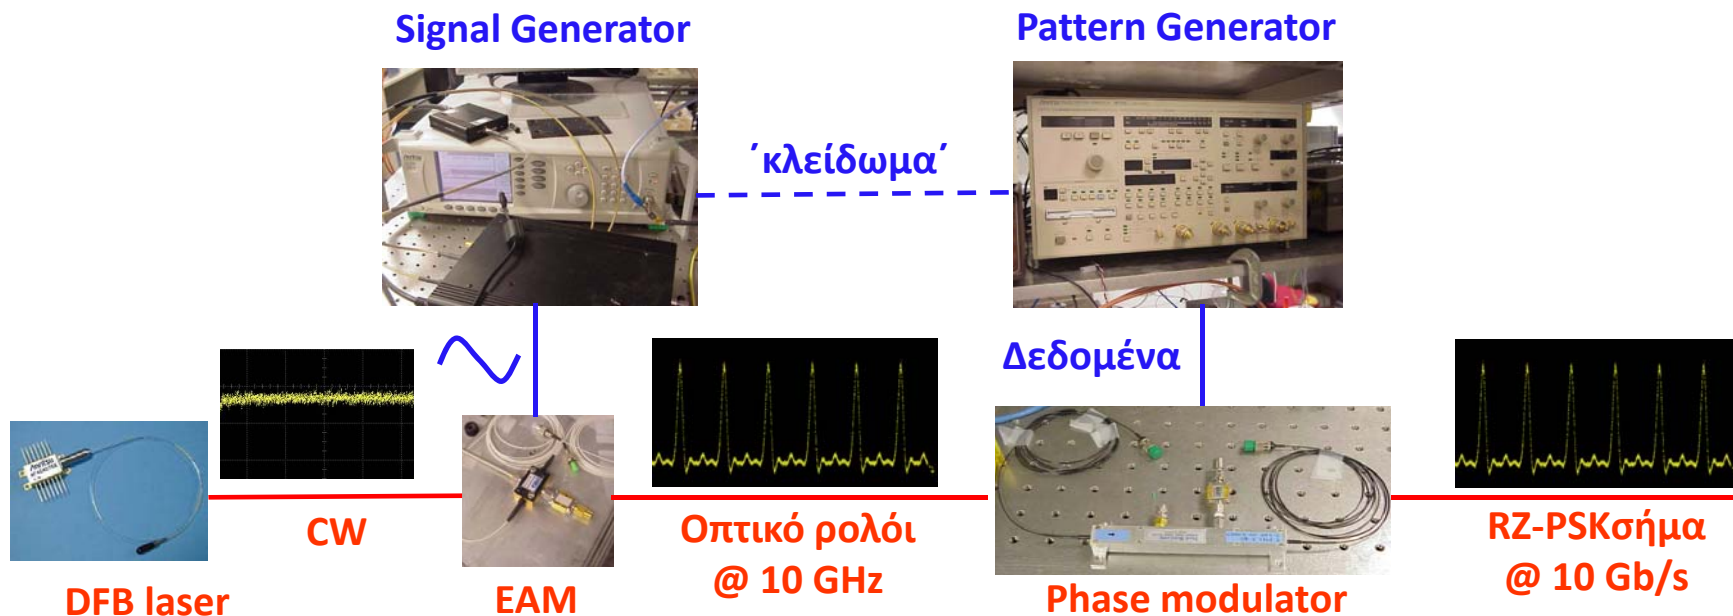 Signal Generator
Pattern Generator
΄κλείδωμα΄
Δεδομένα
CW
Οπτικό ρολόι
@ 10 GHz
RZ-PSKσήμα
@ 10 Gb/s
DFB laser
EAM
Phase modulator